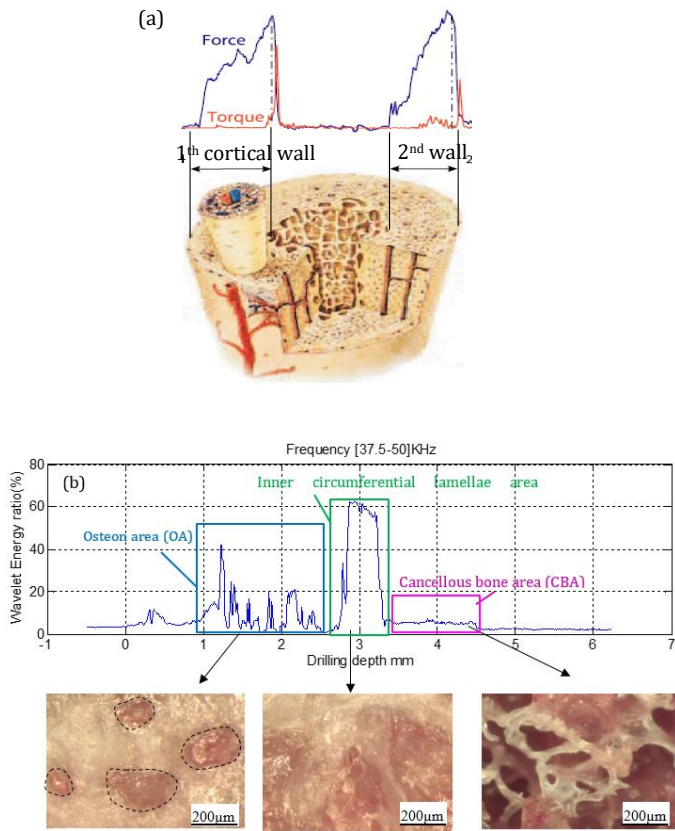 (a)
Force
Torque
1th cortical wall
2nd wall2
Frequency [37.5-50]KHz
(b)
Inner circumferential lamellae area
Osteon area (OA)
Cancellous bone area (CBA)
Wavelet Energy ratio(%)
80
60
40
20
0
-1 0 1 2 3 4 5 6 7
Drilling depth mm
200μm
200μm
200μm